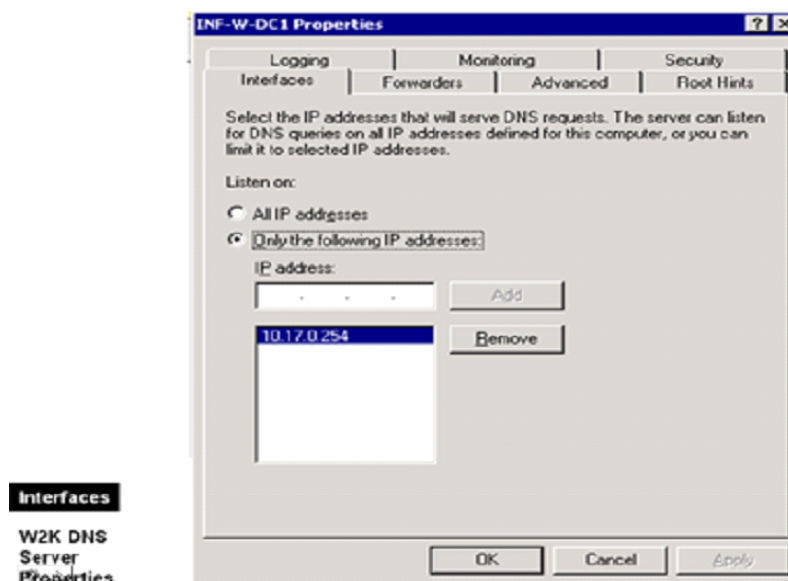 INF-W-DC1 Properties
Logging Monitoring Security
Interfaces Forwarders Advanced Root Hints
Select the IP addresses that will serve DNS requests. The server can listen
for DNS queries on all IP addresses defined for this computer, or you can
limit it to selected IP addresses.
Listen on:
All IP addresses
Only the following IP addresses:
IP address:
Add
10.17.0.254
Remove
OK Cancel Apply
Interfaces
W2K DNS
Server
Properties